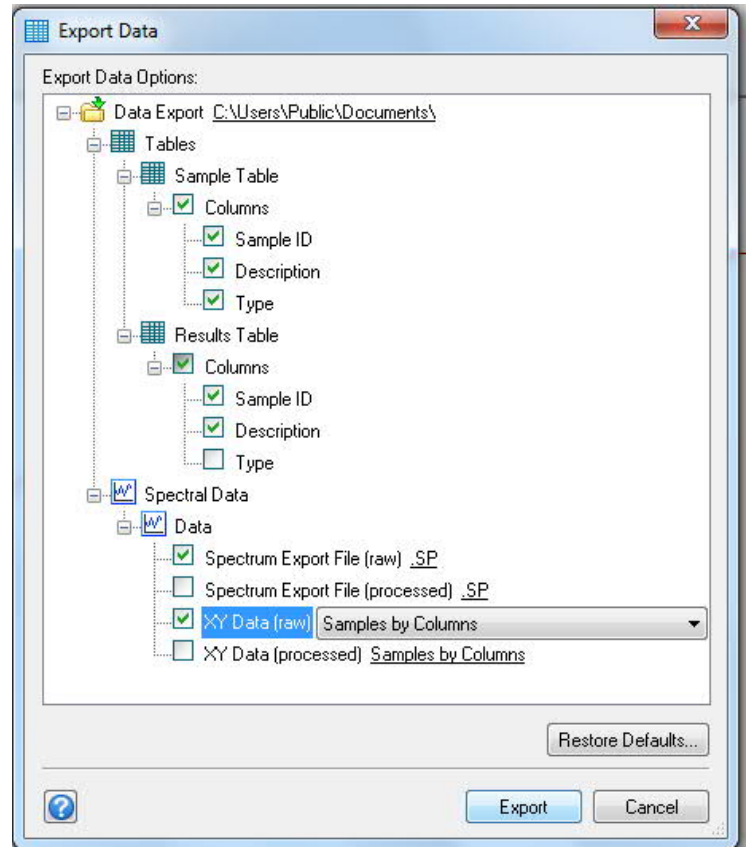 Export Data
Export Data Options:
Data Export C:\Users\Public\Documents\
Tables
Sample Table
Columns
Sample ID
Description
Type
Results Table
Columns
Sample ID
Description
Type
Spectral Data
Data
Spectrum Export File (raw) .SP
Spectrum Export File (processed) .SP
XY Data (raw) Samples by Columns
XY Data (processed) Samples by Columns
Restore Defaults...
Export Cancel